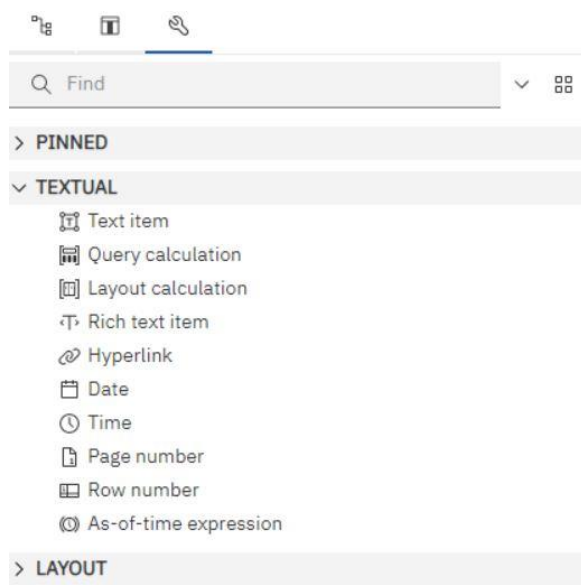 Find
PINNED
TEXTUAL
Text item
Query calculation
Layout calculation
Rich text item
Hyperlink
Date
Time
Page number
Row number
As-of-time expression
LAYOUT